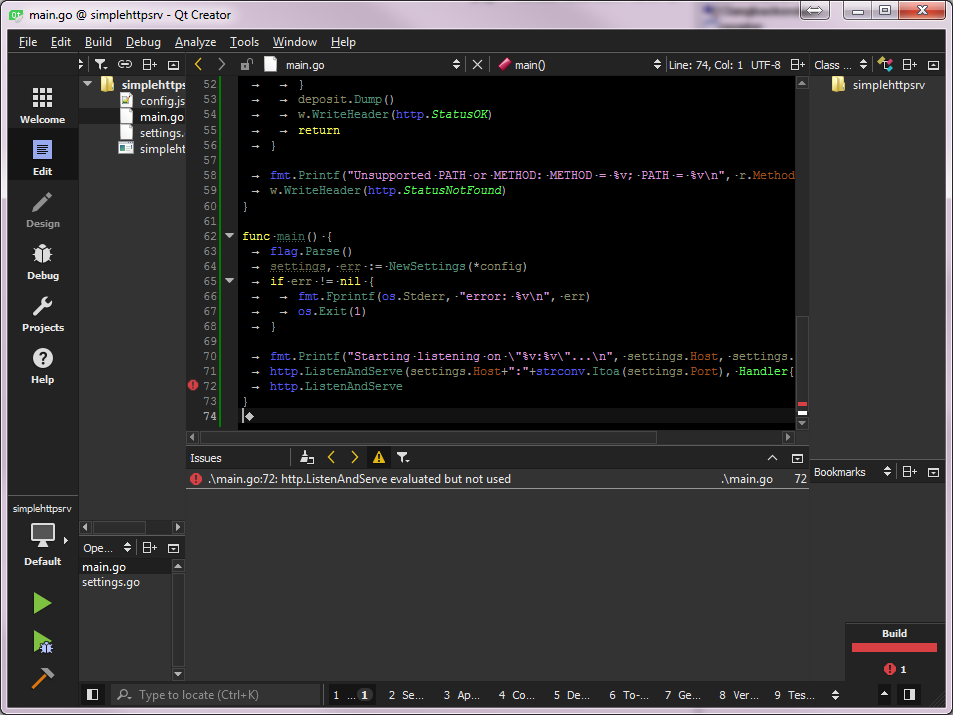 main.go @ simplehttpsrv - Qt Creator
File Edit Build Debug Analyze Tools Window Help
main.go main() Line: 74, Col: 1 UTF-8 Class ...
Welcome
Edit
Design
Debug
Projects
Help
simplehttps
config.js
main.go
settings.
simpleht
52 → → }
53 → → deposit.Dump()
54 → → w.WriteHeader(http.StatusOK)
55 → → return
56 → }
57
58 → fmt.Printf("Unsupported·PATH·or·METHOD:·METHOD·=·%v;·PATH·=·%v\n",·r.Method
59 → w.WriteHeader(http.StatusNotFound)
60 }
61
62 func·main()·{
63 → flag.Parse()
64 → settings,·err·:=·NewSettings(*config)
65 → if·err·!=·nil·{
66 → → fmt.Fprintf(os.Stderr,·"error:·%v\n",·err)
67 → → os.Exit(1)
68 → }
69
70 → fmt.Printf("Starting·listening·on·\"%v:%v\"...\n",·settings.Host,·settings.
71 → http.ListenAndServe(settings.Host+":"+strconv.Itoa(settings.Port),·Handler{
72 → http.ListenAndServe
73 }
74
simplehttpsrv
Issues
.\main.go:72: http.ListenAndServe evaluated but not used .\main.go 72
Bookmarks
simplehttpsrv
Default
Ope...
main.go
settings.go
Build
1
Type to locate (Ctrl+K)
1 ... 1 2 Se... 3 Ap... 4 Co... 5 De... 6 To-... 7 Ge... 8 Ver... 9 Tes...